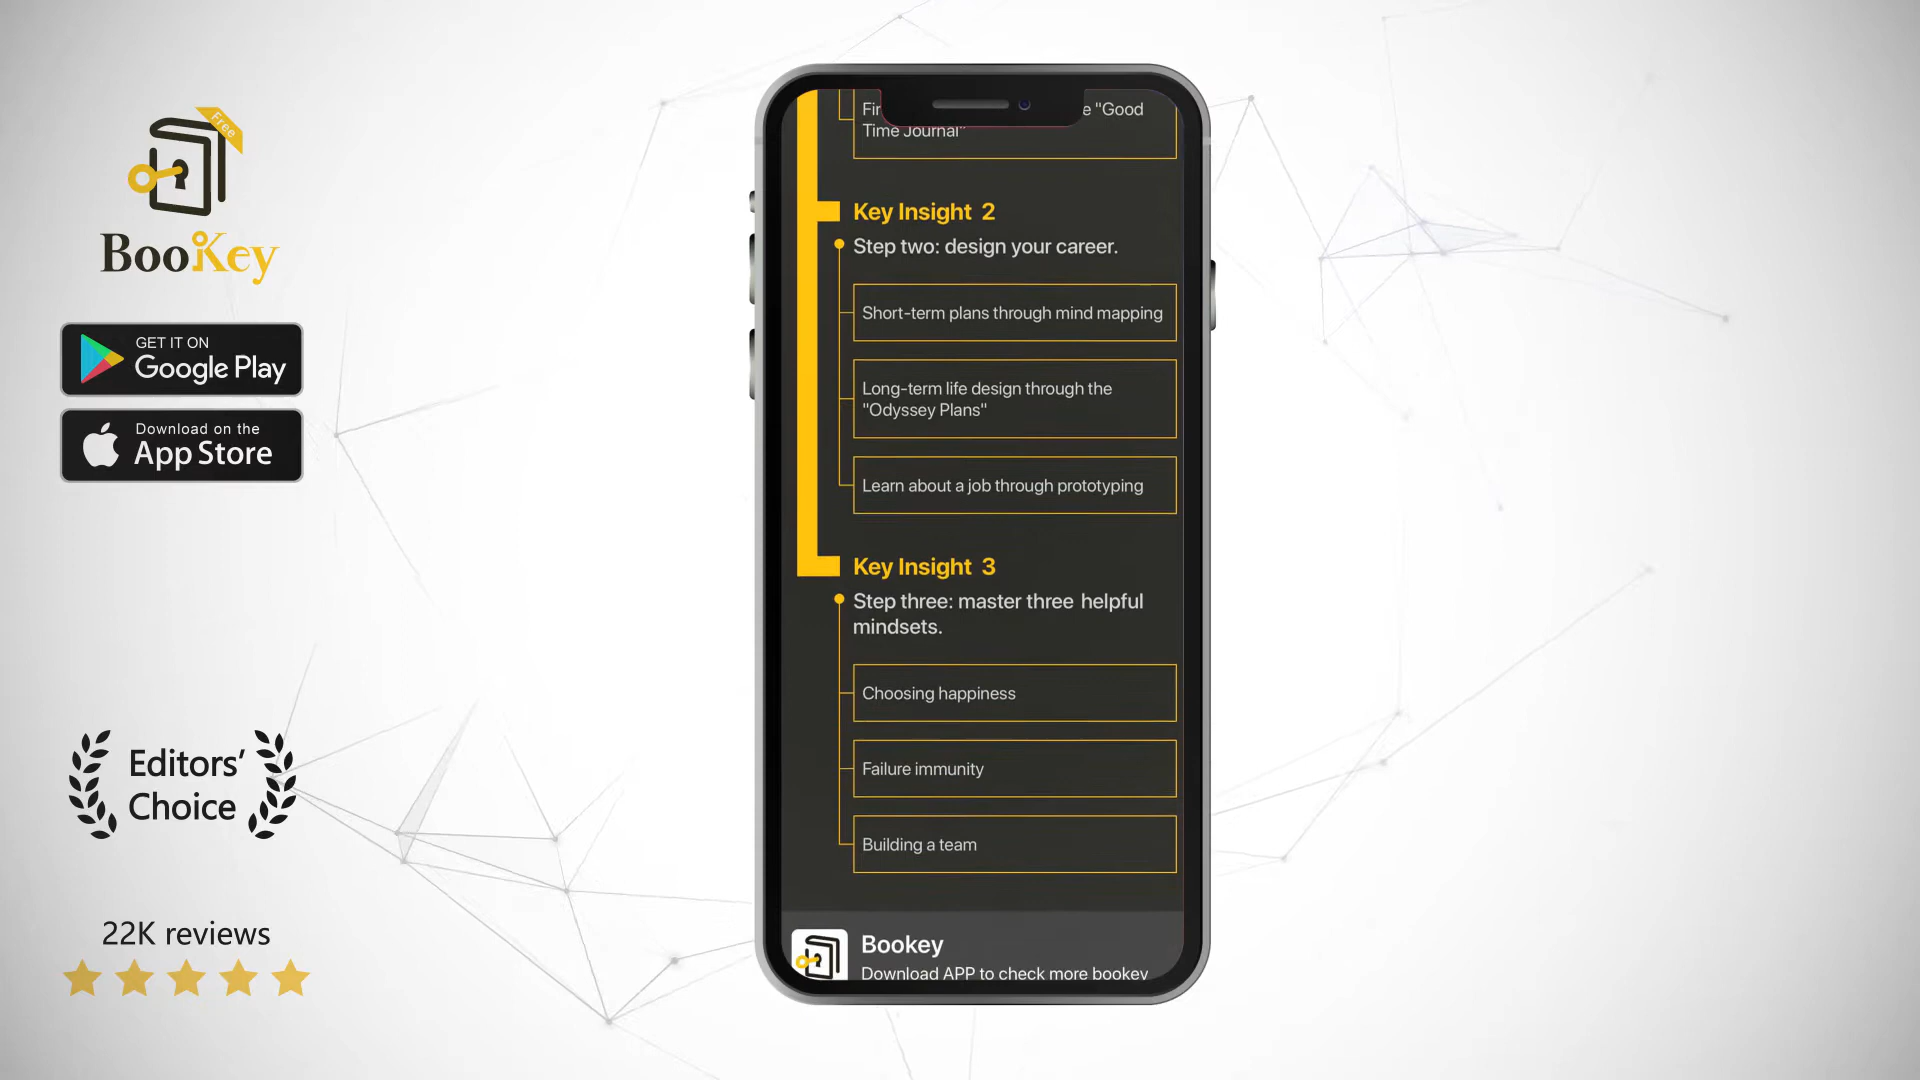 Free
BooKey
GET IT ON
Google Play
Download on the
App Store
Editors'
Choice
22K reviews
e "Good
Time Journal"
Key Insight 2
Step two: design your career.
Short-term plans through mind mapping
Long-term life design through the
"Odyssey Plans"
Learn about a job through prototyping
Key Insight 3
Step three: master three helpful
mindsets.
Choosing happiness
Failure immunity
Building a team
Bookey
Download APP to check more bookey